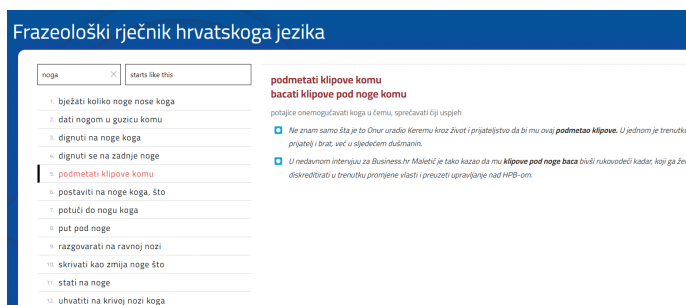 Frazeološki rječnik hrvatskoga jezika
noga × starts like this
1. bježati koliko noge nose koga
2. dati nogom u guzicu komu
3. dignuti na noge koga
4. dignuti se na zadnje noge
5. podmetati klipove komu
6. postaviti na noge koga, što
7. potući do nogu koga
8. put pod noge
9. razgovarati na ravnoj nozi
10. skrivati kao zmija noge što
11. stati na noge
12. uhvatiti na krivoj nozi koga
podmetati klipove komu
bacati klipove pod noge komu
potajice onemogućavati koga u čemu, sprečavati čiji uspjeh
Ne znam samo šta je to Onur uradio Keremu kroz život i prijateljstvo da bi mu ovaj podmetao klipove. U jednom je trenutku
prijatelj i brat, već u sljedećem dušmanin.
U nedavnom intervjuu za Business.hr Maletić je tako kazao da mu klipove pod noge baca bivši rukovodeći kadar, koji ga
diskreditirati u trenutku promjene vlasti i preuzeti upravljanje nad HPB-om.